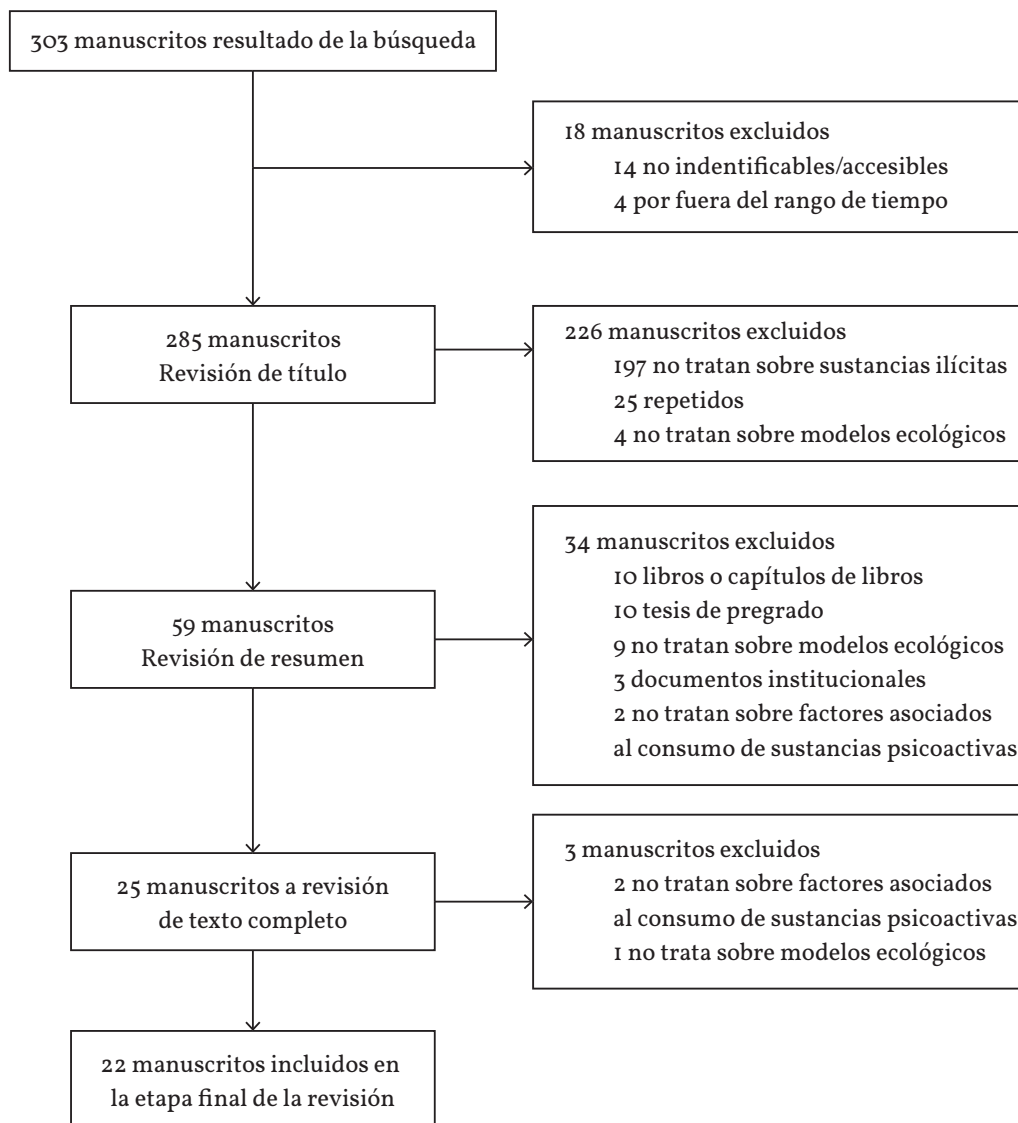 303 manuscritos resultado de la búsqueda
18 manuscritos excluidos
14 no indentificables/accesibles
4 por fuera del rango de tiempo
285 manuscritos
Revisión de título
226 manuscritos excluidos
197 no tratan sobre sustancias ilícitas
25 repetidos
4 no tratan sobre modelos ecológicos
59 manuscritos
Revisión de resumen
34 manuscritos excluidos
10 libros o capítulos de libros
10 tesis de pregrado
9 no tratan sobre modelos ecológicos
3 documentos institucionales
2 no tratan sobre factores asociados
al consumo de sustancias psicoactivas
25 manuscritos a revisión
de texto completo
3 manuscritos excluidos
2 no tratan sobre factores asociados
al consumo de sustancias psicoactivas
1 no trata sobre modelos ecológicos
22 manuscritos incluidos en
la etapa final de la revisión